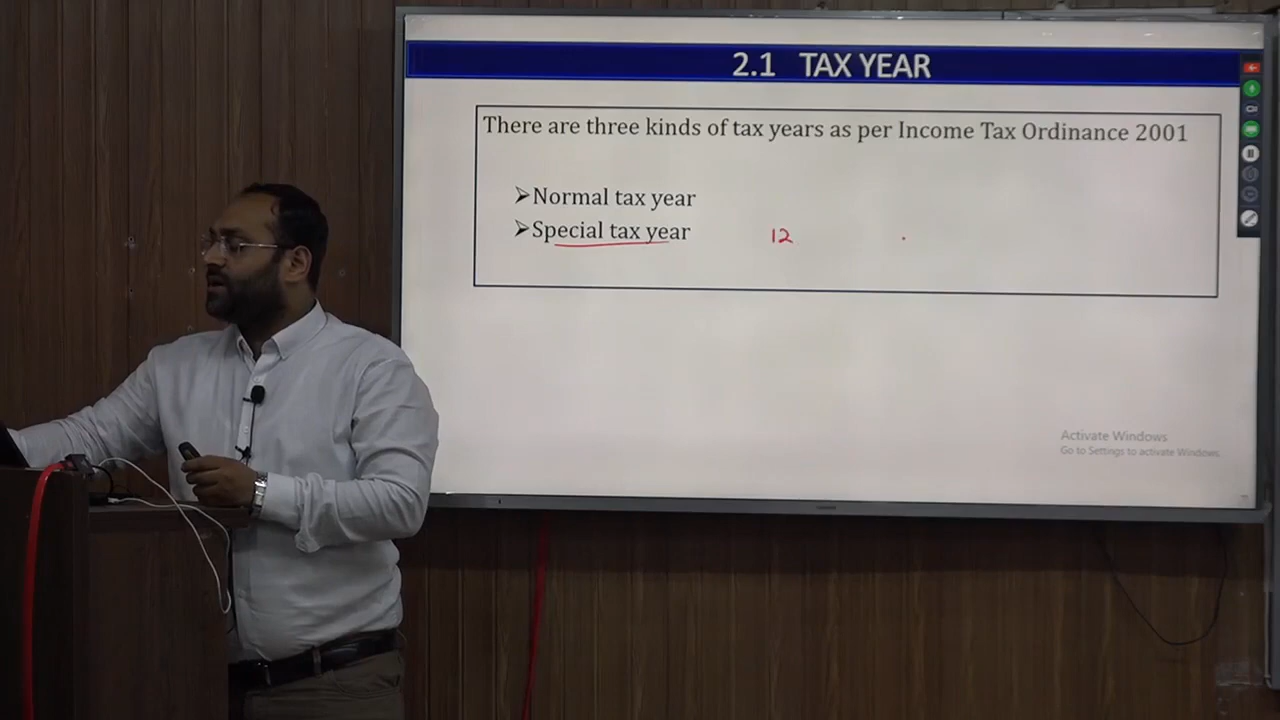 2.1 TAX YEAR
There are three kinds of tax years as per Income Tax Ordinance 2001
➢Normal tax year
➢Special tax year 12
Activate Windows
Go to Settings to activate Windows.